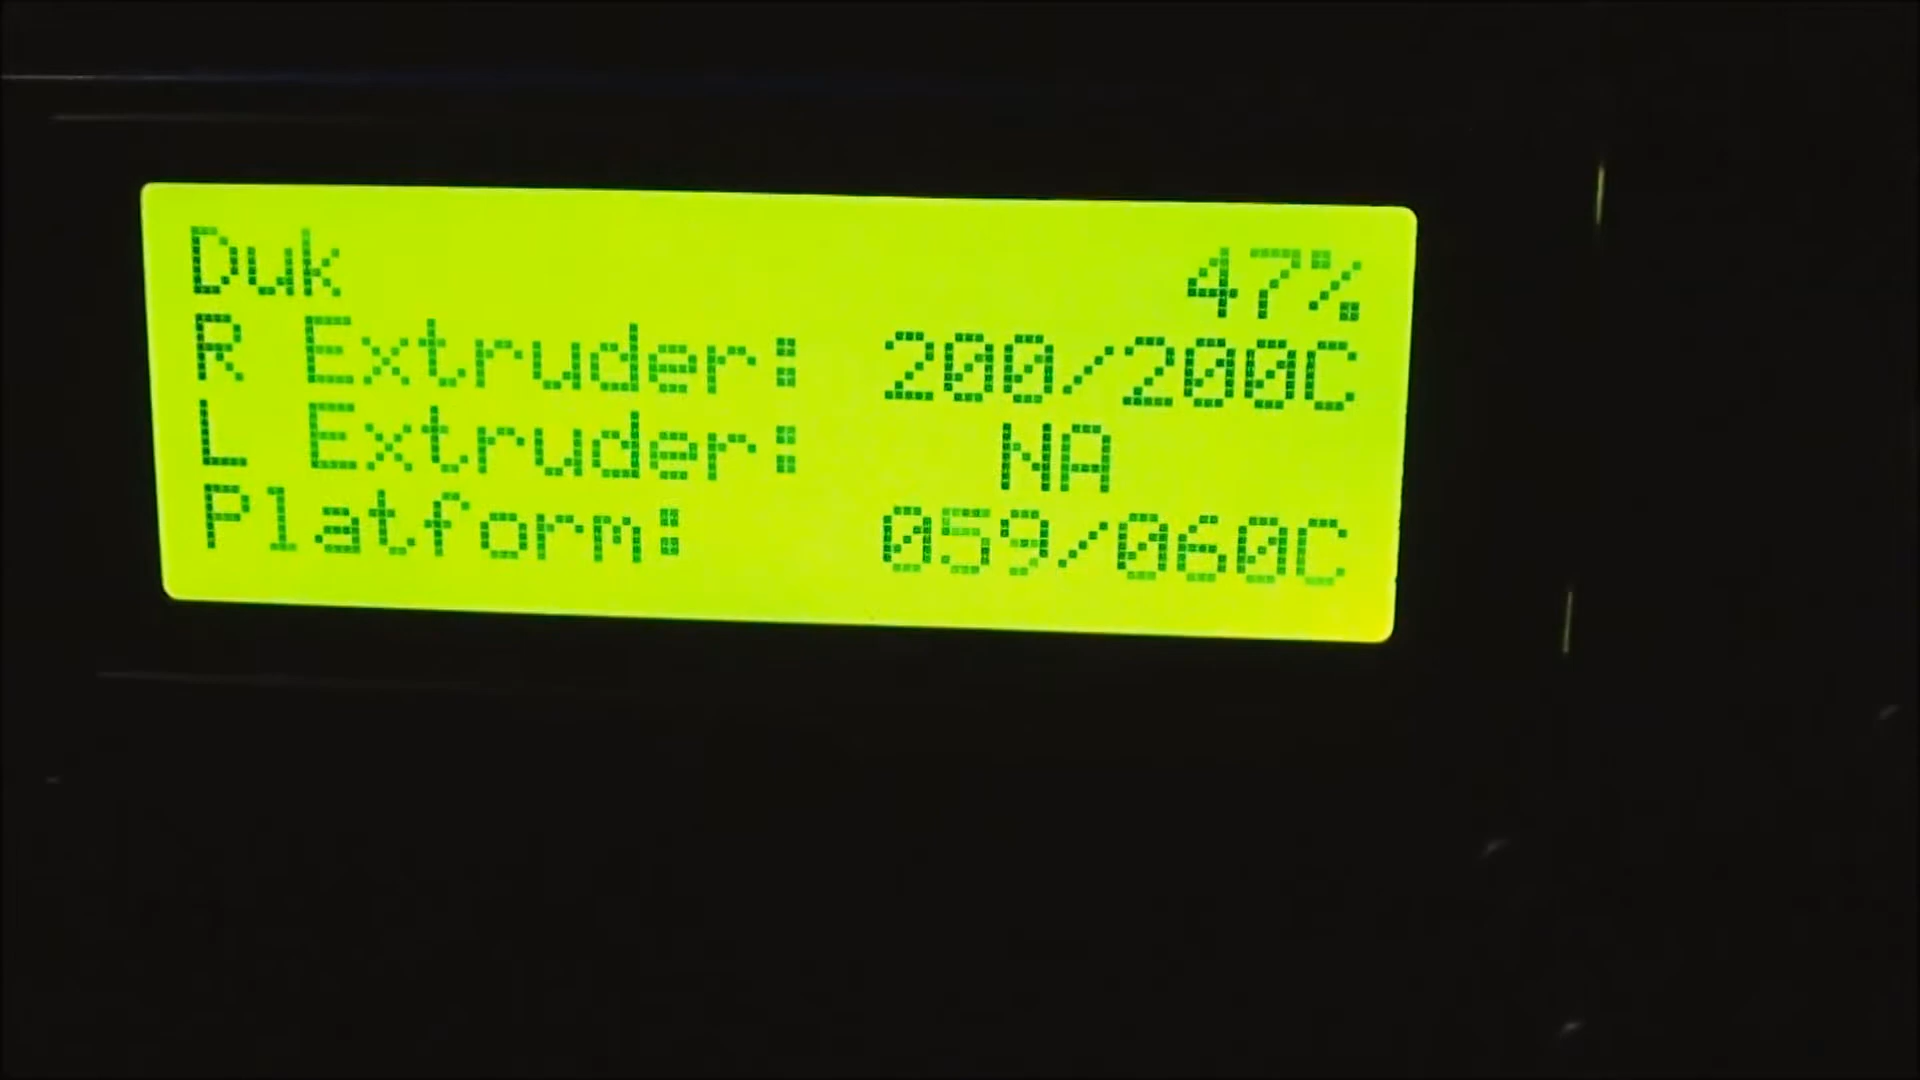 Duk 47%
R Extruder: 200/200C
L Extruder: NA
Platform: 059/060C